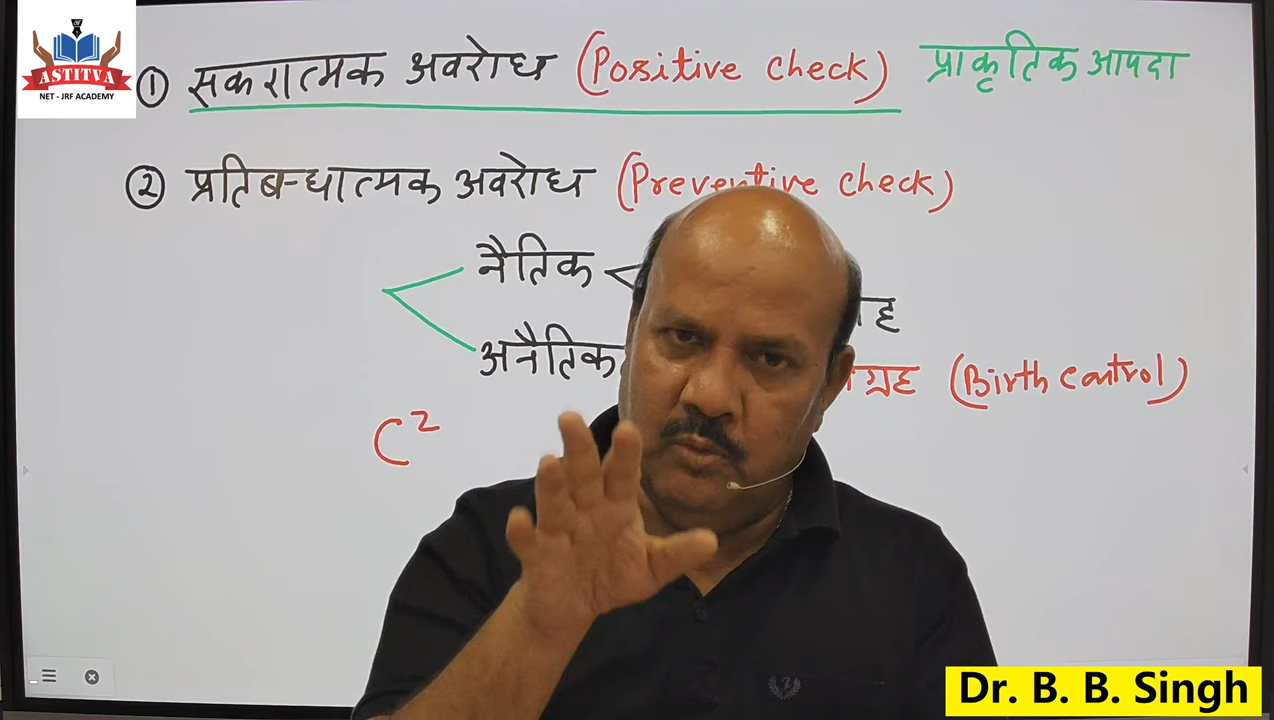 ASTITVA
NET - JRF ACADEMY
① सकारात्मक अवरोध (Positive check) प्राकृतिक आपदा
② प्रतिबन्धात्मक अवरोध (Preventive check)
नैतिक
अनैतिक (Birth control)
C²
Dr. B. B. Singh